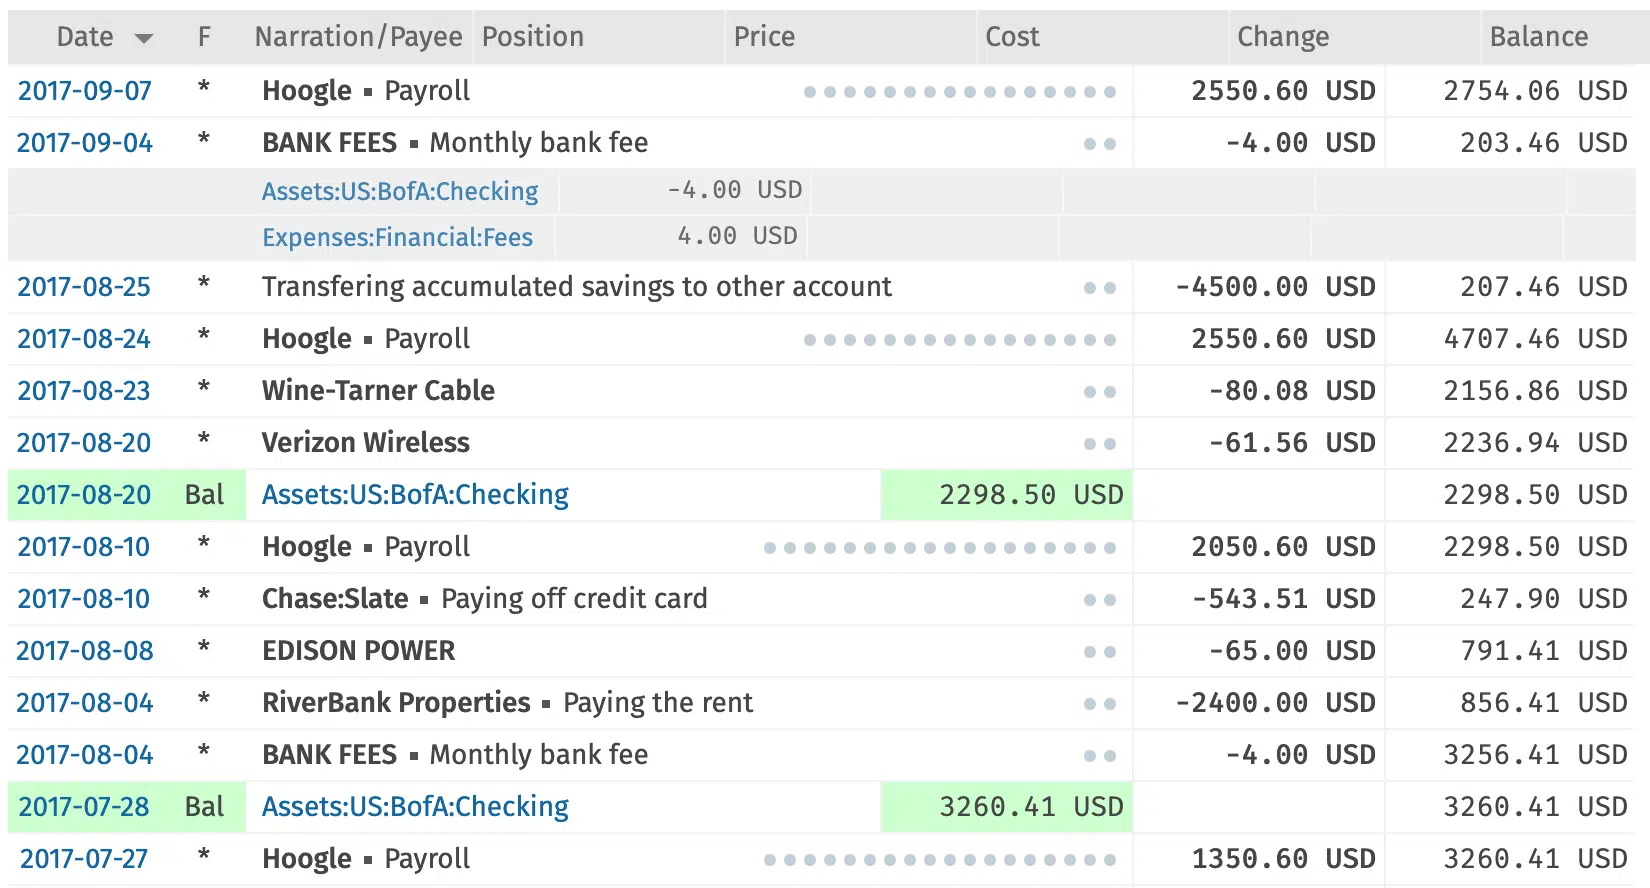 Date F Narration/Payee Position Price Cost Change Balance
2017-09-07 * Hoogle ▪ Payroll 2550.60 USD 2754.06 USD
2017-09-04 * BANK FEES ▪ Monthly bank fee -4.00 USD 203.46 USD
Assets:US:BofA:Checking -4.00 USD
Expenses:Financial:Fees 4.00 USD
2017-08-25 * Transfering accumulated savings to other account -4500.00 USD 207.46 USD
2017-08-24 * Hoogle ▪ Payroll 2550.60 USD 4707.46 USD
2017-08-23 * Wine-Tarner Cable -80.08 USD 2156.86 USD
2017-08-20 * Verizon Wireless -61.56 USD 2236.94 USD
2017-08-20 Bal Assets:US:BofA:Checking 2298.50 USD 2298.50 USD
2017-08-10 * Hoogle ▪ Payroll 2050.60 USD 2298.50 USD
2017-08-10 * Chase:Slate ▪ Paying off credit card -543.51 USD 247.90 USD
2017-08-08 * EDISON POWER -65.00 USD 791.41 USD
2017-08-04 * RiverBank Properties ▪ Paying the rent -2400.00 USD 856.41 USD
2017-08-04 * BANK FEES ▪ Monthly bank fee -4.00 USD 3256.41 USD
2017-07-28 Bal Assets:US:BofA:Checking 3260.41 USD 3260.41 USD
2017-07-27 * Hoogle ▪ Payroll 1350.60 USD 3260.41 USD